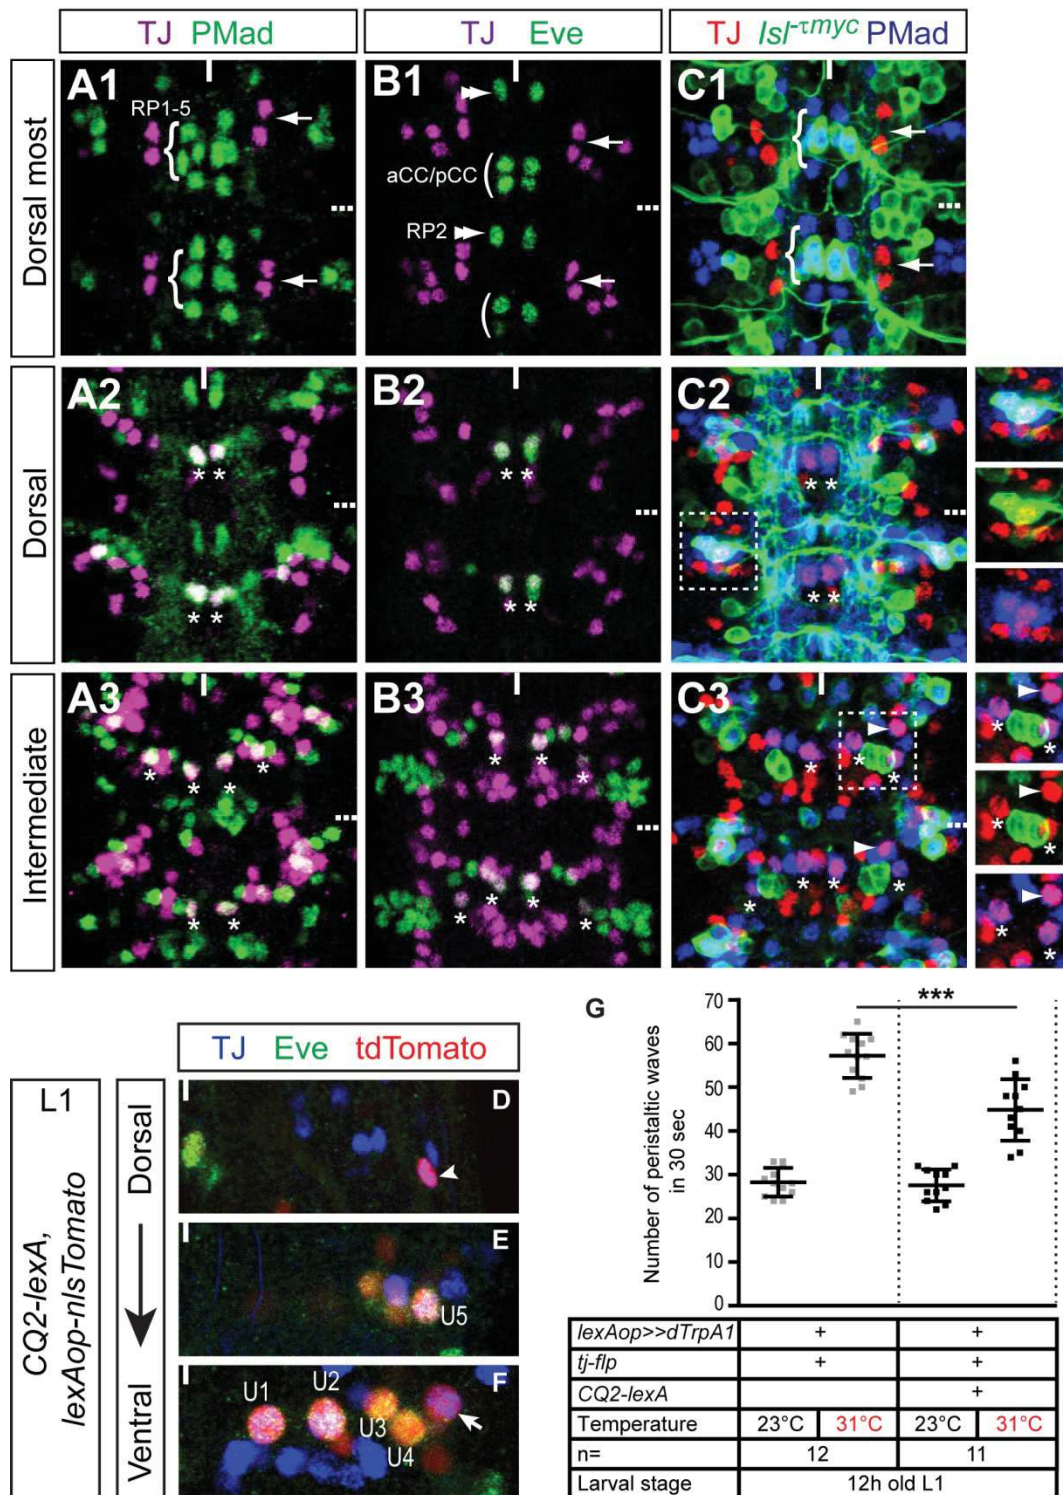 TJ PMad
TJ Eve
TJ Isl-τmyc PMad
Dorsal most
A1
RP1-5
B1
aCC/pCC
RP2
C1
Dorsal
A2
* *
* *
B2
* *
* *
C2
* *
* *
Intermediate
A3
* * * *
* *
B3
* * *
* * * *
C3
* * *
* * * *
* *
* *
* *
TJ Eve tdTomato
L1
CQ2-lexA,
lexAop-nlsTomato
Dorsal
Ventral
D
E
U5
F
U1
U2
U3
U4
G
***
Number of peristaltic waves
in 30 sec
70
60
50
40
30
20
10
0
lexAop>>dTrpA1 + +
tj-flp + +
CQ2-lexA +
Temperature 23°C 31°C 23°C 31°C
n= 12 11
Larval stage 12h old L1